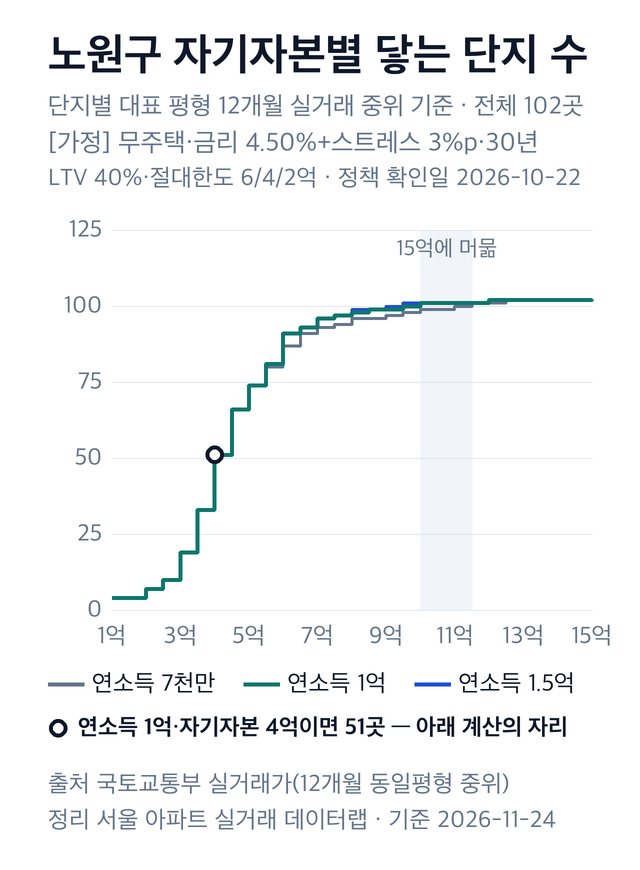 노원구 자기자본별 닿는 단지 수
단지별 대표 평형 12개월 실거래 중위 기준 · 전체 102곳
[가정] 무주택·금리 4.50%+스트레스 3%p·30년
LTV 40%·절대한도 6/4/2억 · 정책 확인일 2026-10-22
125
15억에 머묾
100
75
50
25
0
1억 3억 5억 7억 9억 11억 13억 15억
연소득 7천만 연소득 1억 연소득 1.5억
연소득 1억·자기자본 4억이면 51곳 — 아래 계산의 자리
출처 국토교통부 실거래가(12개월 동일평형 중위)
정리 서울 아파트 실거래 데이터랩 · 기준 2026-11-24